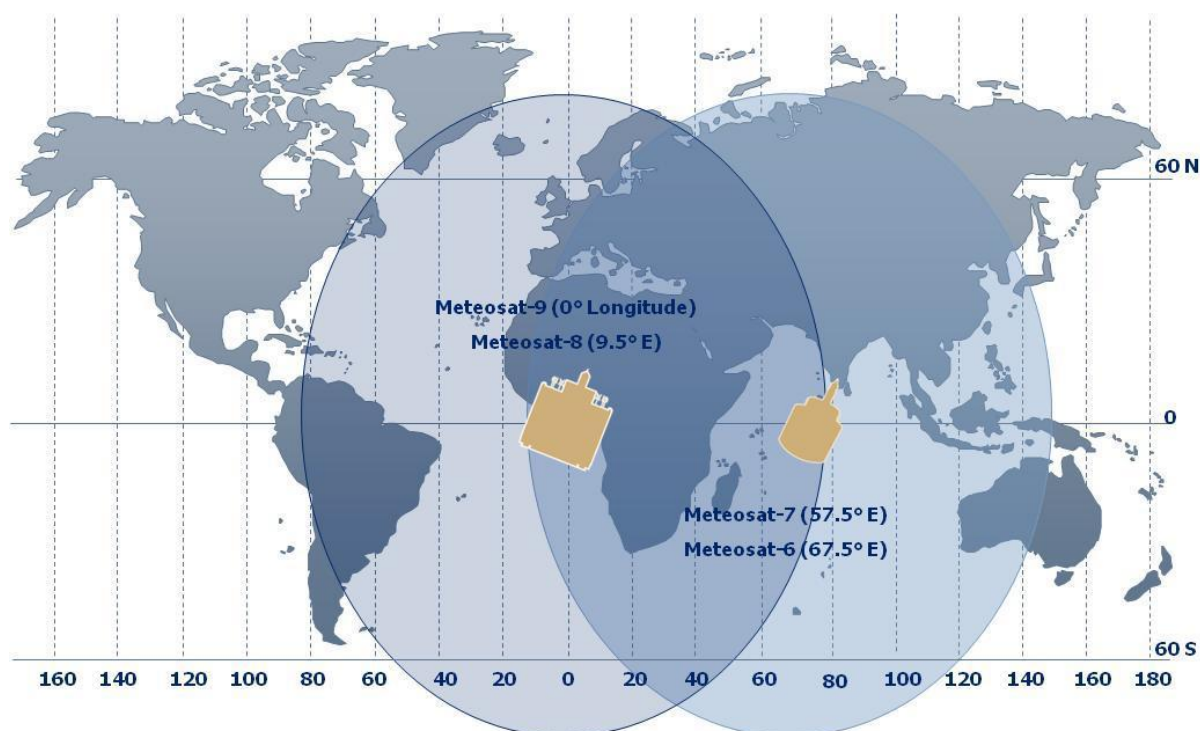 60 N
Meteosat-9 (0° Longitude)
Meteosat-8 (9.5° E)
0
Meteosat-7 (57.5° E)
Meteosat-6 (67.5° E)
60 S
160 140 120 100 80 60 40 20 0 20 40 60 80 100 120 140 160 180